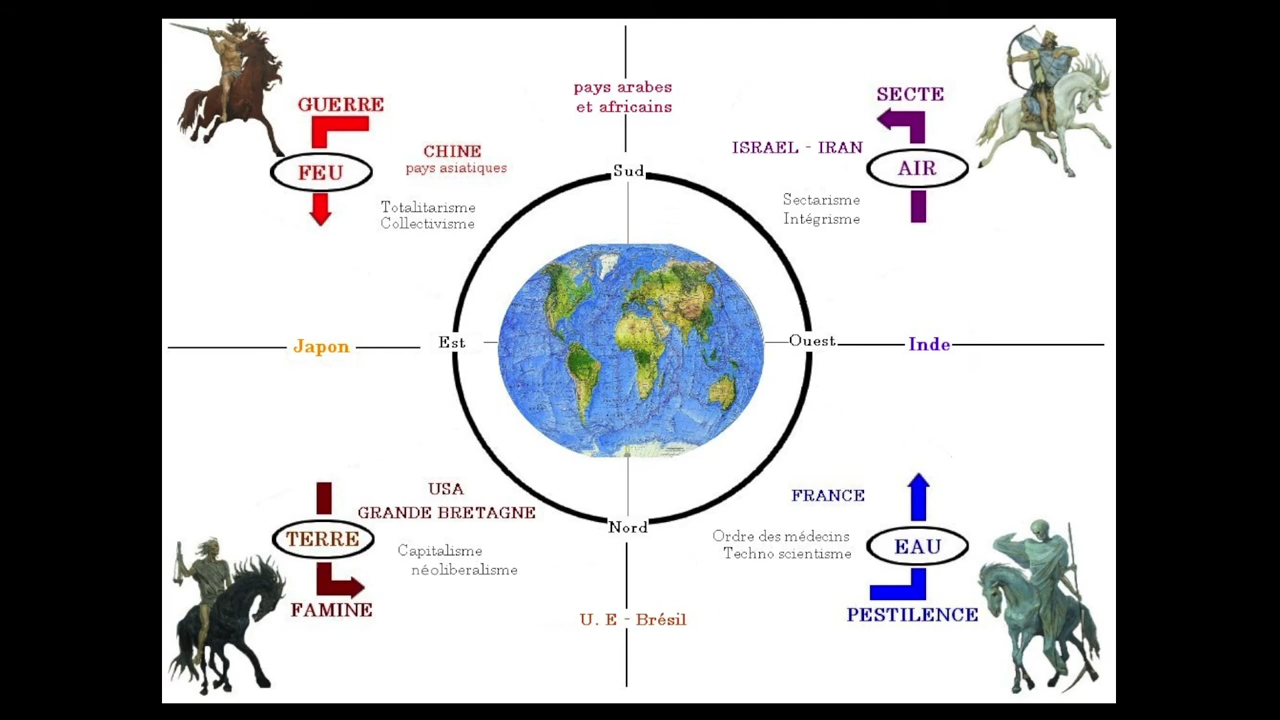 pays arabes
et africains
GUERRE
FEU
CHINE
pays asiatiques
Totalitarisme
Collectivisme
SECTE
ISRAEL - IRAN
AIR
Sectarisme
Intégrisme
Sud
Japon
Est
Ouest
Inde
Nord
USA
GRANDE BRETAGNE
TERRE
Capitalisme
néoliberalisme
FAMINE
FRANCE
Ordre des médecins
Techno scientisme
EAU
PESTILENCE
U. E - Brésil